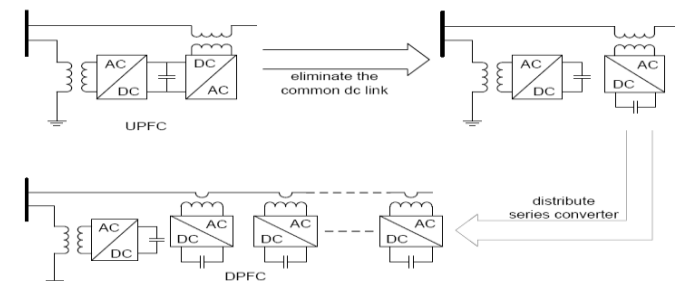 AC
DC
DC
AC
UPFC
eliminate the
common dc link
AC
DC
AC
DC
distribute
series converter
AC
DC
AC
DC
AC
DC
AC
DC
DPFC